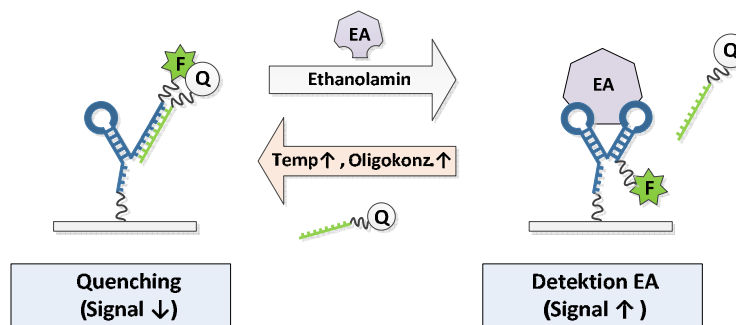 EA
Ethanolamin
F
Q
Temp↑, Oligokonz.↑
Q
EA
F
Q
Quenching
(Signal ↓)
Detektion EA
(Signal ↑ )